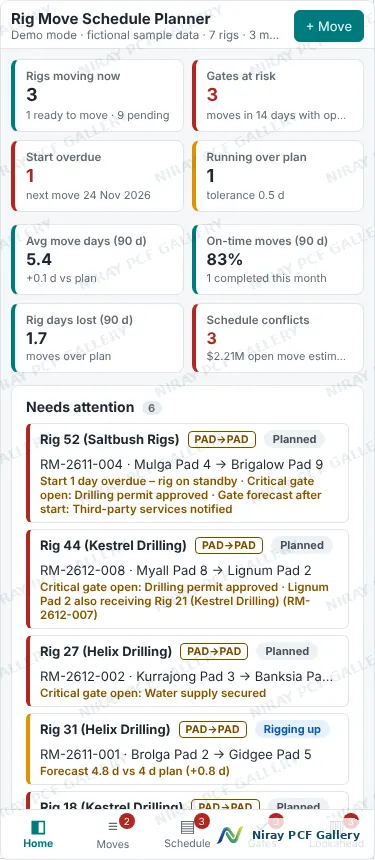 Rig Move Schedule Planner
Demo mode · fictional sample data · 7 rigs · 3 m...
+ Move
Rigs moving now
3
1 ready to move · 9 pending
Gates at risk
3
moves in 14 days with op...
Start overdue
1
next move 24 Nov 2026
Running over plan
1
tolerance 0.5 d
Avg move days (90 d)
5.4
+0.1 d vs plan
On-time moves (90 d)
83%
1 completed this month
Rig days lost (90 d)
1.7
moves over plan
Schedule conflicts
3
$2.21M open move estim...
Needs attention 6
Rig 52 (Saltbush Rigs) PAD→PAD Planned
RM-2611-004 · Mulga Pad 4 → Brigalow Pad 9
Start 1 day overdue – rig on standby · Critical gate
open: Drilling permit approved · Gate forecast after
start: Third-party services notified
Rig 44 (Kestrel Drilling) PAD→PAD Planned
RM-2612-008 · Myall Pad 8 → Lignum Pad 2
Critical gate open: Drilling permit approved · Lignum
Pad 2 also receiving Rig 21 (Kestrel Drilling) (RM-
2612-007)
Rig 27 (Helix Drilling) PAD→PAD Planned
RM-2612-002 · Kurrajong Pad 3 → Banksia Pa...
Critical gate open: Water supply secured
Rig 31 (Helix Drilling) PAD→PAD Rigging up
RM-2611-001 · Brolga Pad 2 → Gidgee Pad 5
Forecast 4.8 d vs 4 d plan (+0.8 d)
Rig 18 (Kestrel Drilling) PAD→PAD Planned
Home
2
Moves
3
Schedule
Gates
Lookahead
Niray PCF Gallery
NIRAY PCF GALLERY